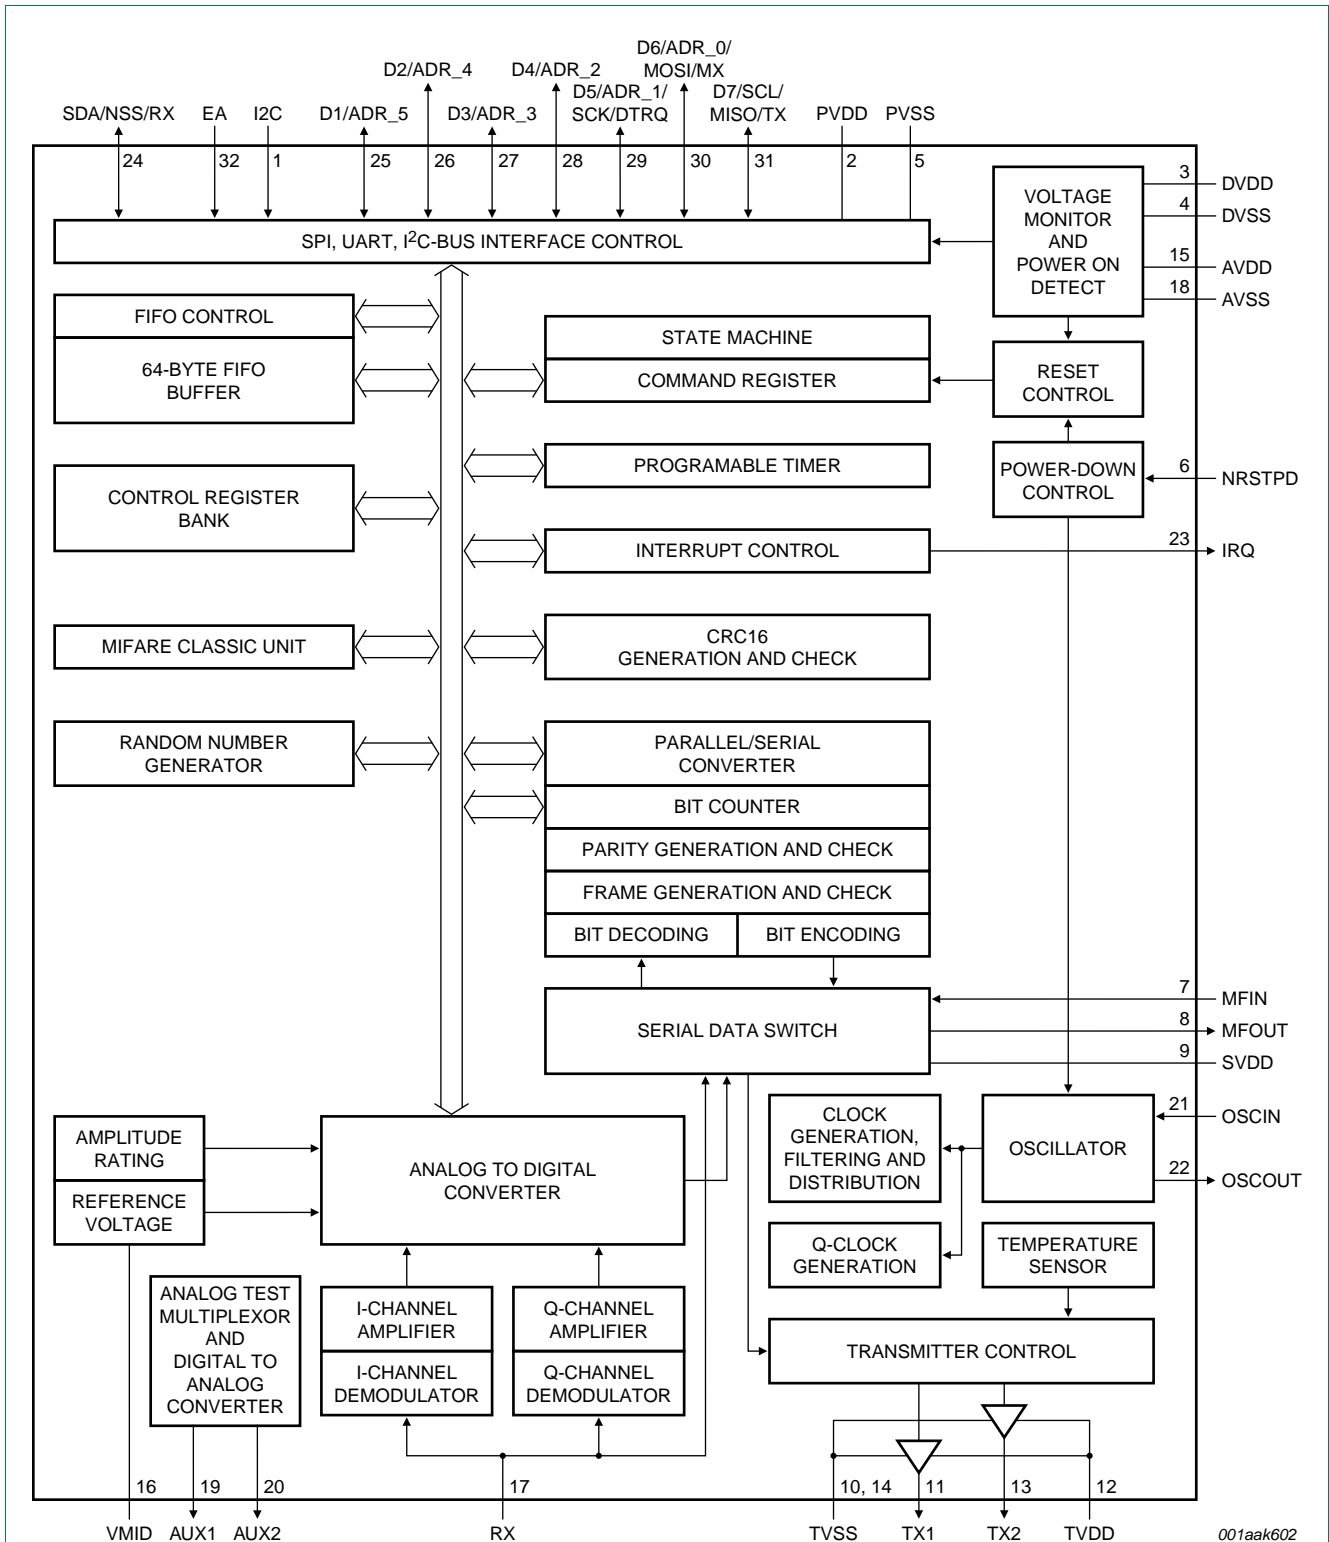 D6/ADR_0/
MOSI/MX
D2/ADR_4
D4/ADR_2
D5/ADR_1/
SCK/DTRQ
D7/SCL/
MISO/TX
SDA/NSS/RX
EA
I2C
D1/ADR_5
D3/ADR_3
PVDD
PVSS
24
32
1
25
26
27
28
29
30
31
2
5
VOLTAGE
MONITOR
AND
POWER ON
DETECT
3
DVDD
4
DVSS
15
AVDD
18
AVSS
SPI, UART, I2C-BUS INTERFACE CONTROL
FIFO CONTROL
64-BYTE FIFO
BUFFER
STATE MACHINE
COMMAND REGISTER
RESET
CONTROL
CONTROL REGISTER
BANK
PROGRAMABLE TIMER
POWER-DOWN
CONTROL
6
NRSTPD
INTERRUPT CONTROL
23
IRQ
MIFARE CLASSIC UNIT
CRC16
GENERATION AND CHECK
RANDOM NUMBER
GENERATOR
PARALLEL/SERIAL
CONVERTER
BIT COUNTER
PARITY GENERATION AND CHECK
FRAME GENERATION AND CHECK
BIT DECODING
BIT ENCODING
SERIAL DATA SWITCH
7
MFIN
8
MFOUT
9
SVDD
AMPLITUDE
RATING
REFERENCE
VOLTAGE
ANALOG TO DIGITAL
CONVERTER
CLOCK
GENERATION,
FILTERING AND
DISTRIBUTION
OSCILLATOR
21
OSCIN
22
OSCOUT
Q-CLOCK
GENERATION
TEMPERATURE
SENSOR
ANALOG TEST
MULTIPLEXOR
AND
DIGITAL TO
ANALOG
CONVERTER
I-CHANNEL
AMPLIFIER
I-CHANNEL
DEMODULATOR
Q-CHANNEL
AMPLIFIER
Q-CHANNEL
DEMODULATOR
TRANSMITTER CONTROL
16
19
20
17
10, 14
11
13
12
VMID
AUX1
AUX2
RX
TVSS
TX1
TX2
TVDD
001aak602